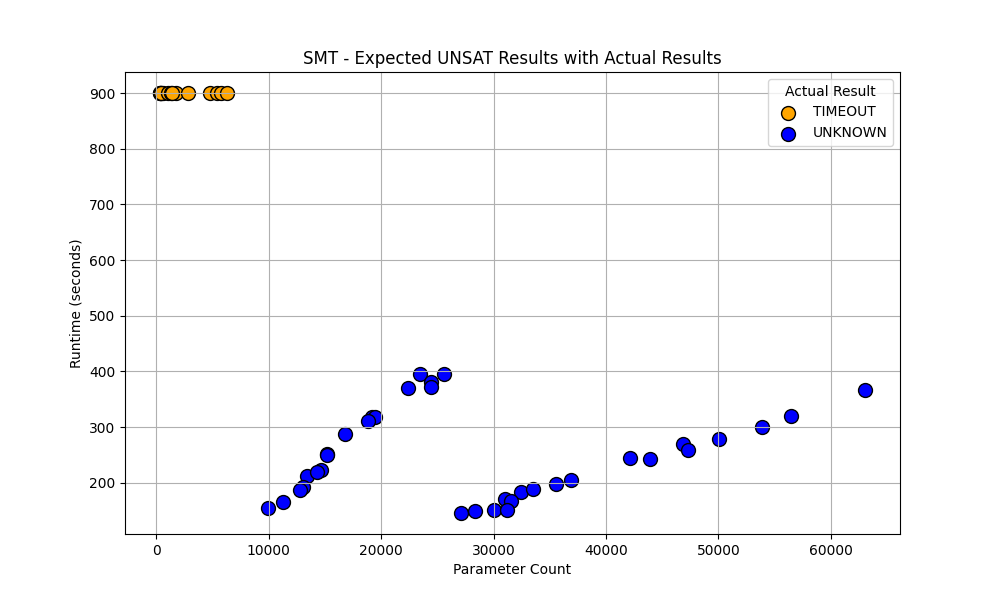 SMT - Expected UNSAT Results with Actual Results
Actual Result
TIMEOUT
UNKNOWN
Runtime (seconds)
900
800
700
600
500
400
300
200
0 10000 20000 30000 40000 50000 60000
Parameter Count